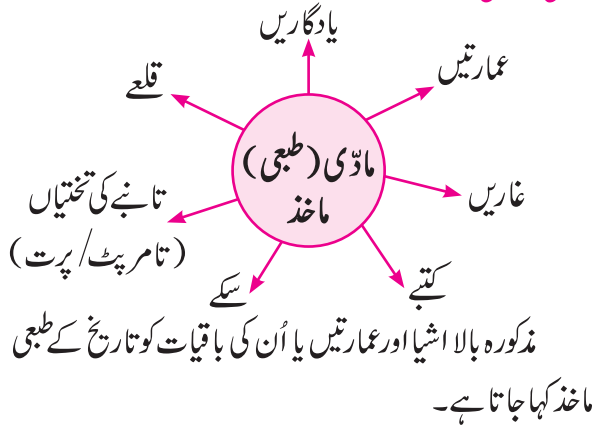 یادگاریں
عمارتیں
قلعے
مادّی (طبعی)
ماخذ
غاریں
تانبے کی تختیاں
(تامرپٹ/پرت)
کتبے
سکے
مذکورہ بالا اشیا اور عمارتیں یا اُن کی باقیات کو تاریخ کے طبعی
ماخذ کہا جاتا ہے۔